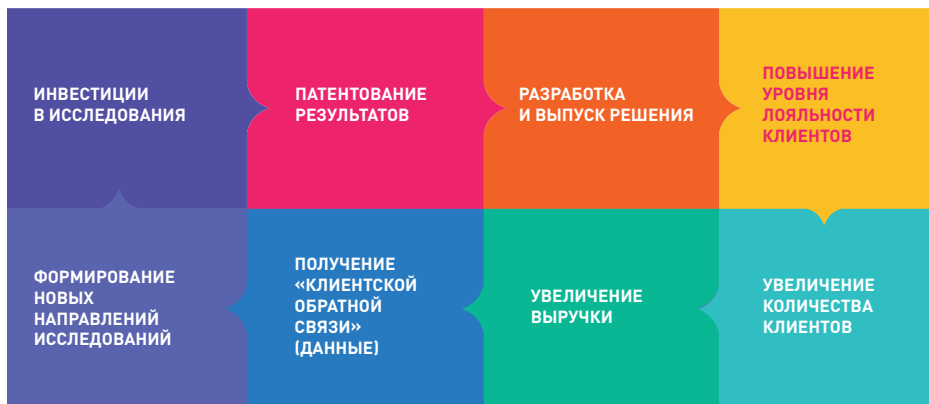 ИНВЕСТИЦИИ
В ИССЛЕДОВАНИЯ
ПАТЕНТОВАНИЕ
РЕЗУЛЬТАТОВ
РАЗРАБОТКА
И ВЫПУСК РЕШЕНИЯ
ПОВЫШЕНИЕ
УРОВНЯ
ЛОЯЛЬНОСТИ
КЛИЕНТОВ
ФОРМИРОВАНИЕ
НОВЫХ
НАПРАВЛЕНИЙ
ИССЛЕДОВАНИЙ
ПОЛУЧЕНИЕ
«КЛИЕНТСКОЙ
ОБРАТНОЙ
СВЯЗИ»
(ДАННЫЕ)
УВЕЛИЧЕНИЕ
ВЫРУЧКИ
УВЕЛИЧЕНИЕ
КОЛИЧЕСТВА
КЛИЕНТОВ